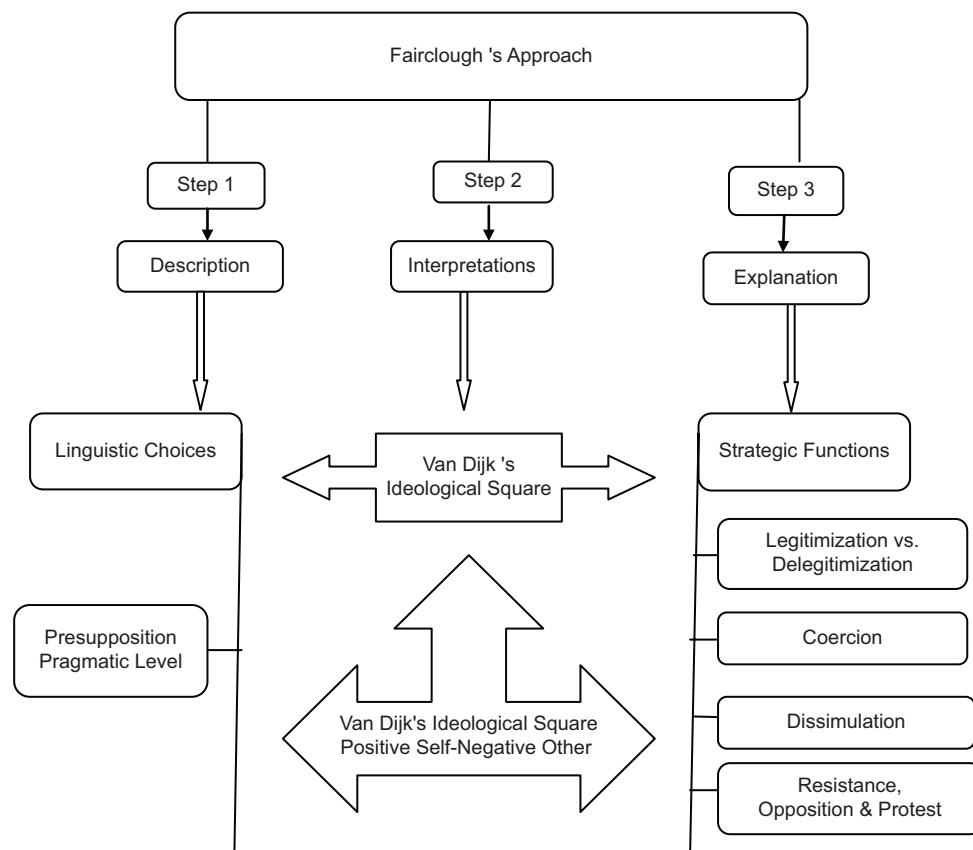 Fairclough 's Approach
Step 1
Step 2
Step 3
Description
Interpretations
Explanation
Linguistic Choices
Van Dijk 's
Ideological Square
Strategic Functions
Legitimization vs.
Delegitimization
Presupposition
Pragmatic Level
Coercion
Van Dijk's Ideological Square
Positive Self-Negative Other
Dissimulation
Resistance,
Opposition & Protest